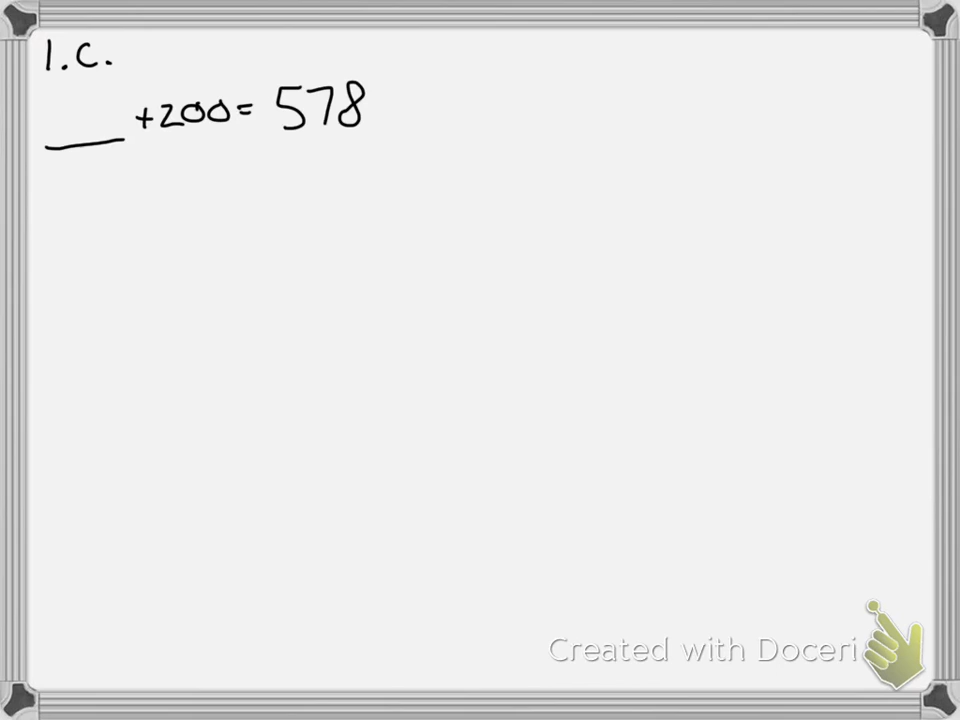 1.C.
___ +200= 578
Created with Doceri